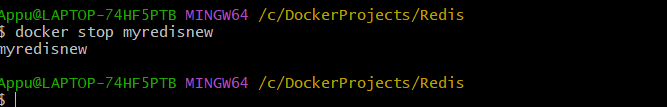 Appu@LAPTOP-74HF5PTB MINGW64 /c/DockerProjects/Redis
$ docker stop myredisnew
myredisnew
Appu@LAPTOP-74HF5PTB MINGW64 /c/DockerProjects/Redis
$